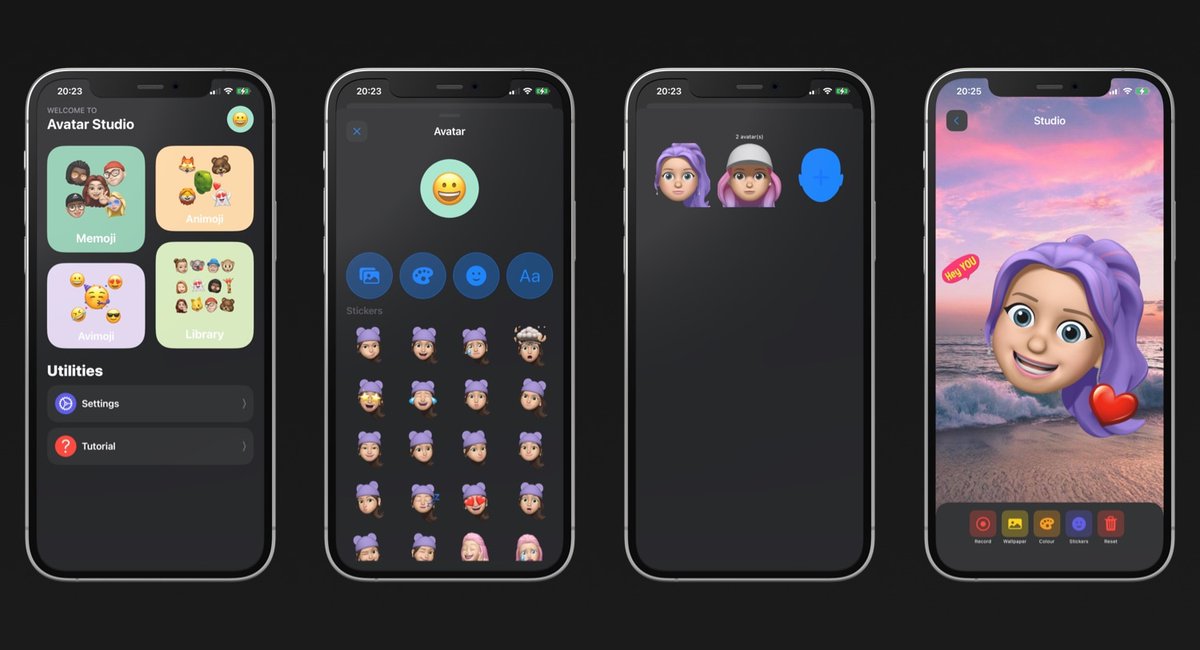 20:23
WELCOME TO
Avatar Studio
Memoji
Animoji
Avimoji
Library
Utilities
Settings
Tutorial
20:23
Avatar
Aa
Stickers
20:23
2 avatar(s)
20:25
Studio
Hey YOU
Record
Wallpaper
Colour
Stickers
Reset